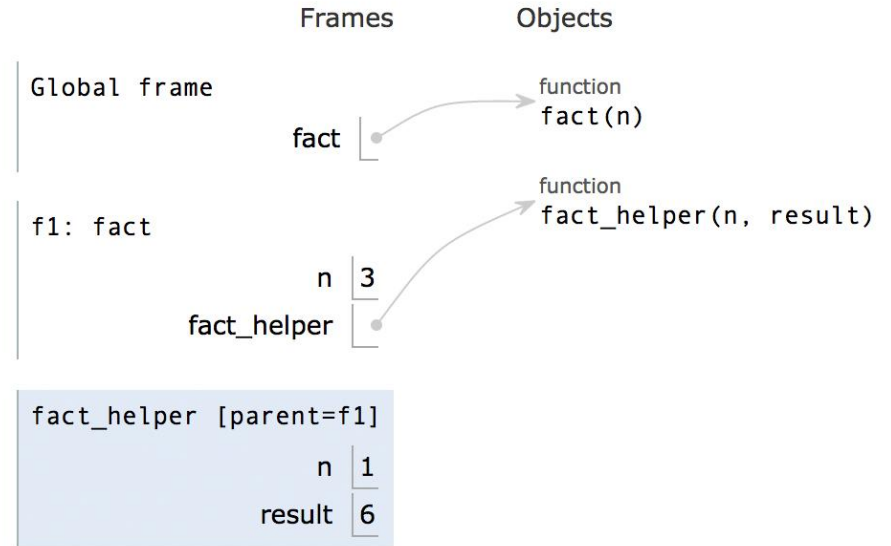 Frames Objects
Global frame
fact
function
fact(n)
function
fact_helper(n, result)
f1: fact
n 3
fact_helper
fact_helper [parent=f1]
n 1
result 6